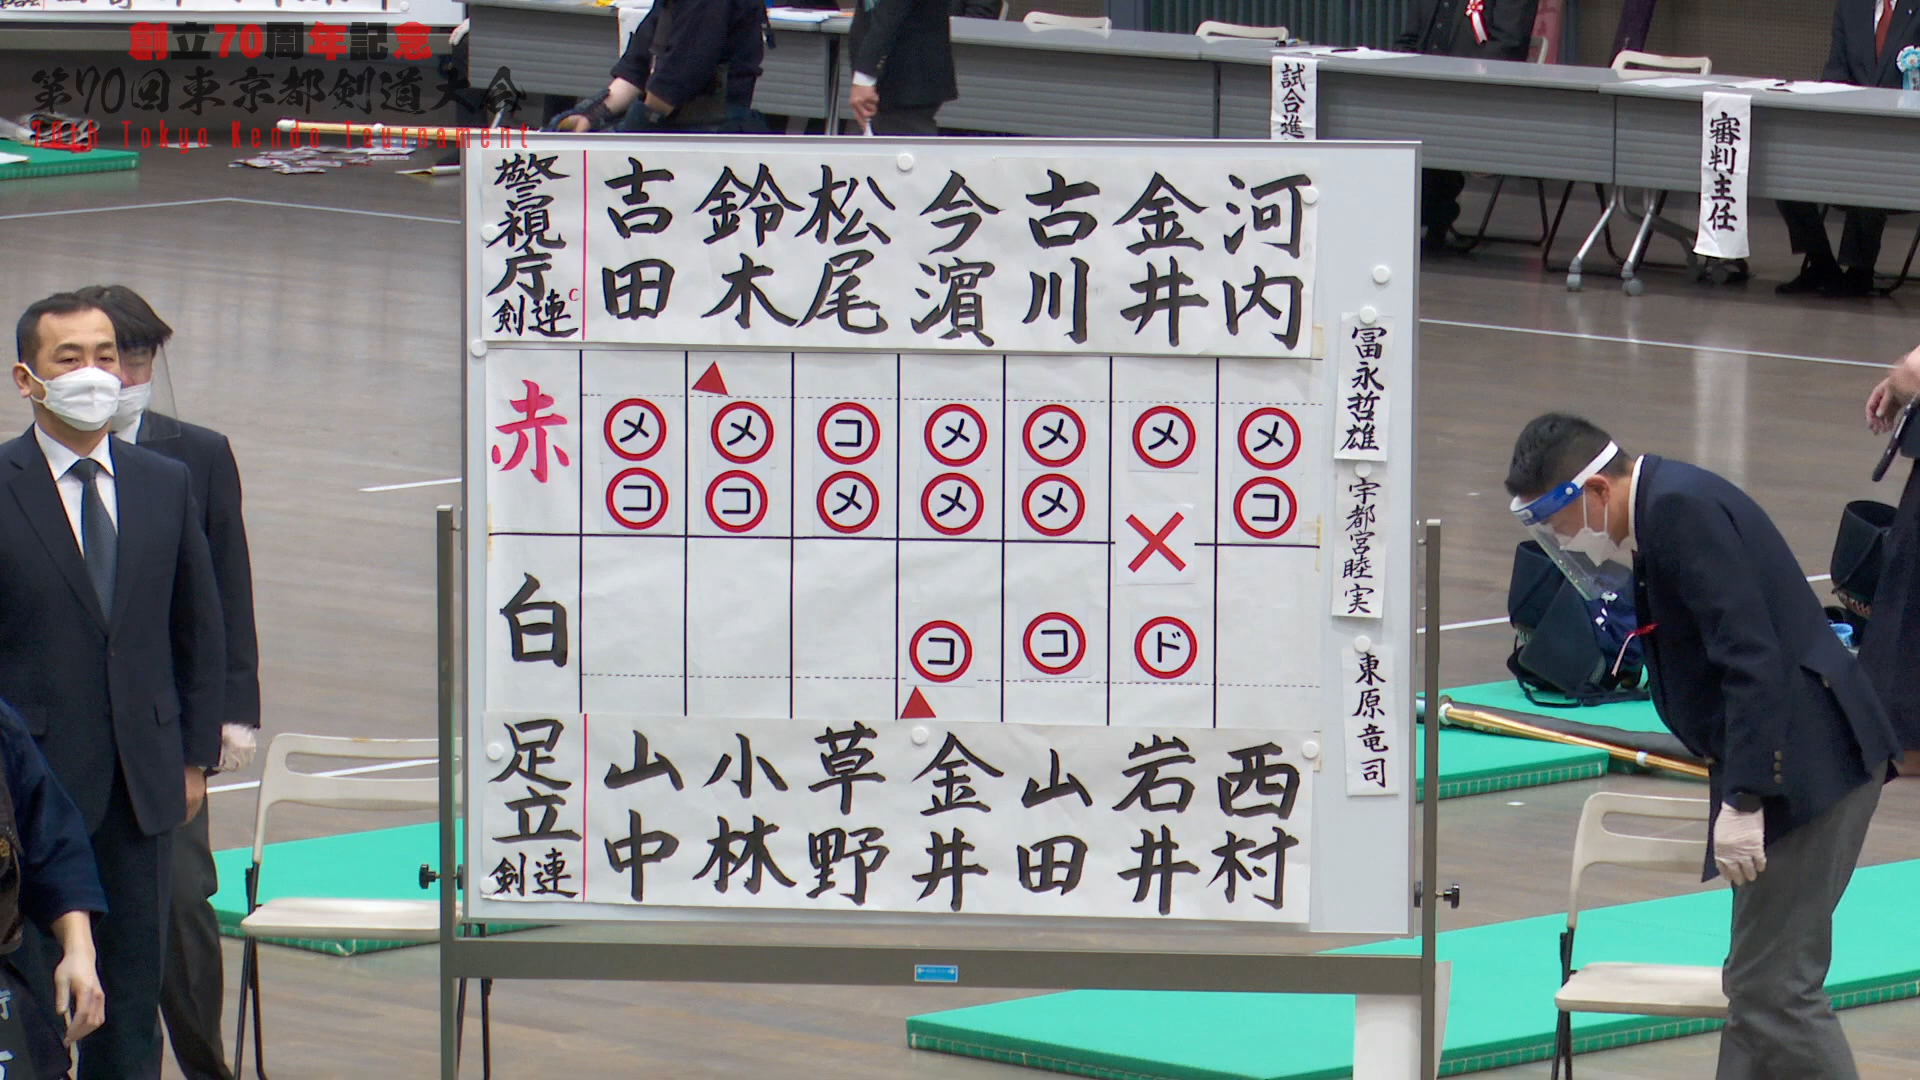 創立70周年記念
第70回東京都剣道大会
70th Tokyo Kendo Tournament
試合進
審判主任
警視庁剣連C
吉田
鈴木
松尾
今濱
古川
金井
河内
赤
メ メ コ メ メ メ メ
コ コ メ メ メ コ
白
コ コ ド
足立剣連
山中
小林
草野
金井
山田
岩井
西村
冨永哲雄
宇都宮睦実
東原竜司